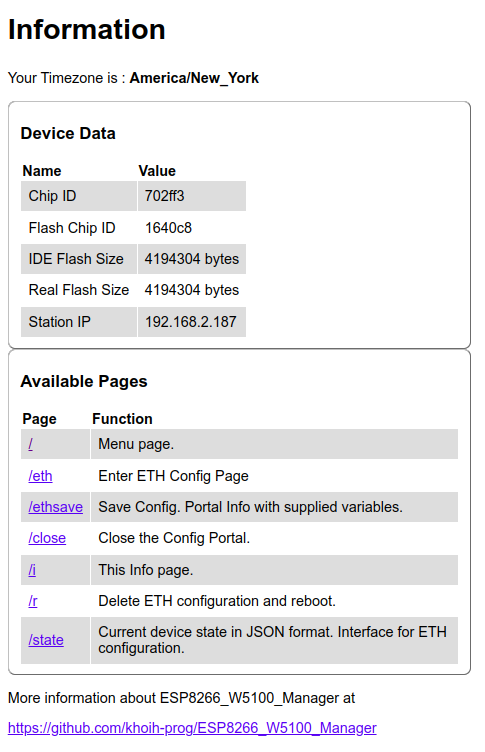 Information
Your Timezone is : America/New_York
Device Data
Name Value
Chip ID 702ff3
Flash Chip ID 1640c8
IDE Flash Size 4194304 bytes
Real Flash Size 4194304 bytes
Station IP 192.168.2.187
Available Pages
Page Function
/ Menu page.
/eth Enter ETH Config Page
/ethsave Save Config. Portal Info with supplied variables.
/close Close the Config Portal.
/i This Info page.
/r Delete ETH configuration and reboot.
/state Current device state in JSON format. Interface for ETH
configuration.
More information about ESP8266_W5100_Manager at
https://github.com/khoih-prog/ESP8266_W5100_Manager